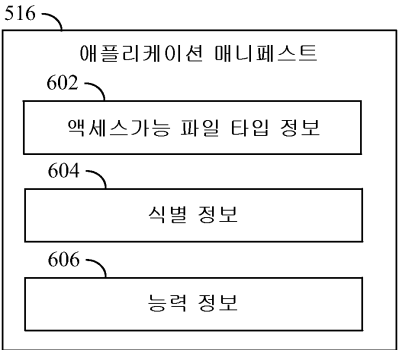 516
애플리케이션 매니페스트
602
액세스가능 파일 타입 정보
604
식별 정보
606
능력 정보